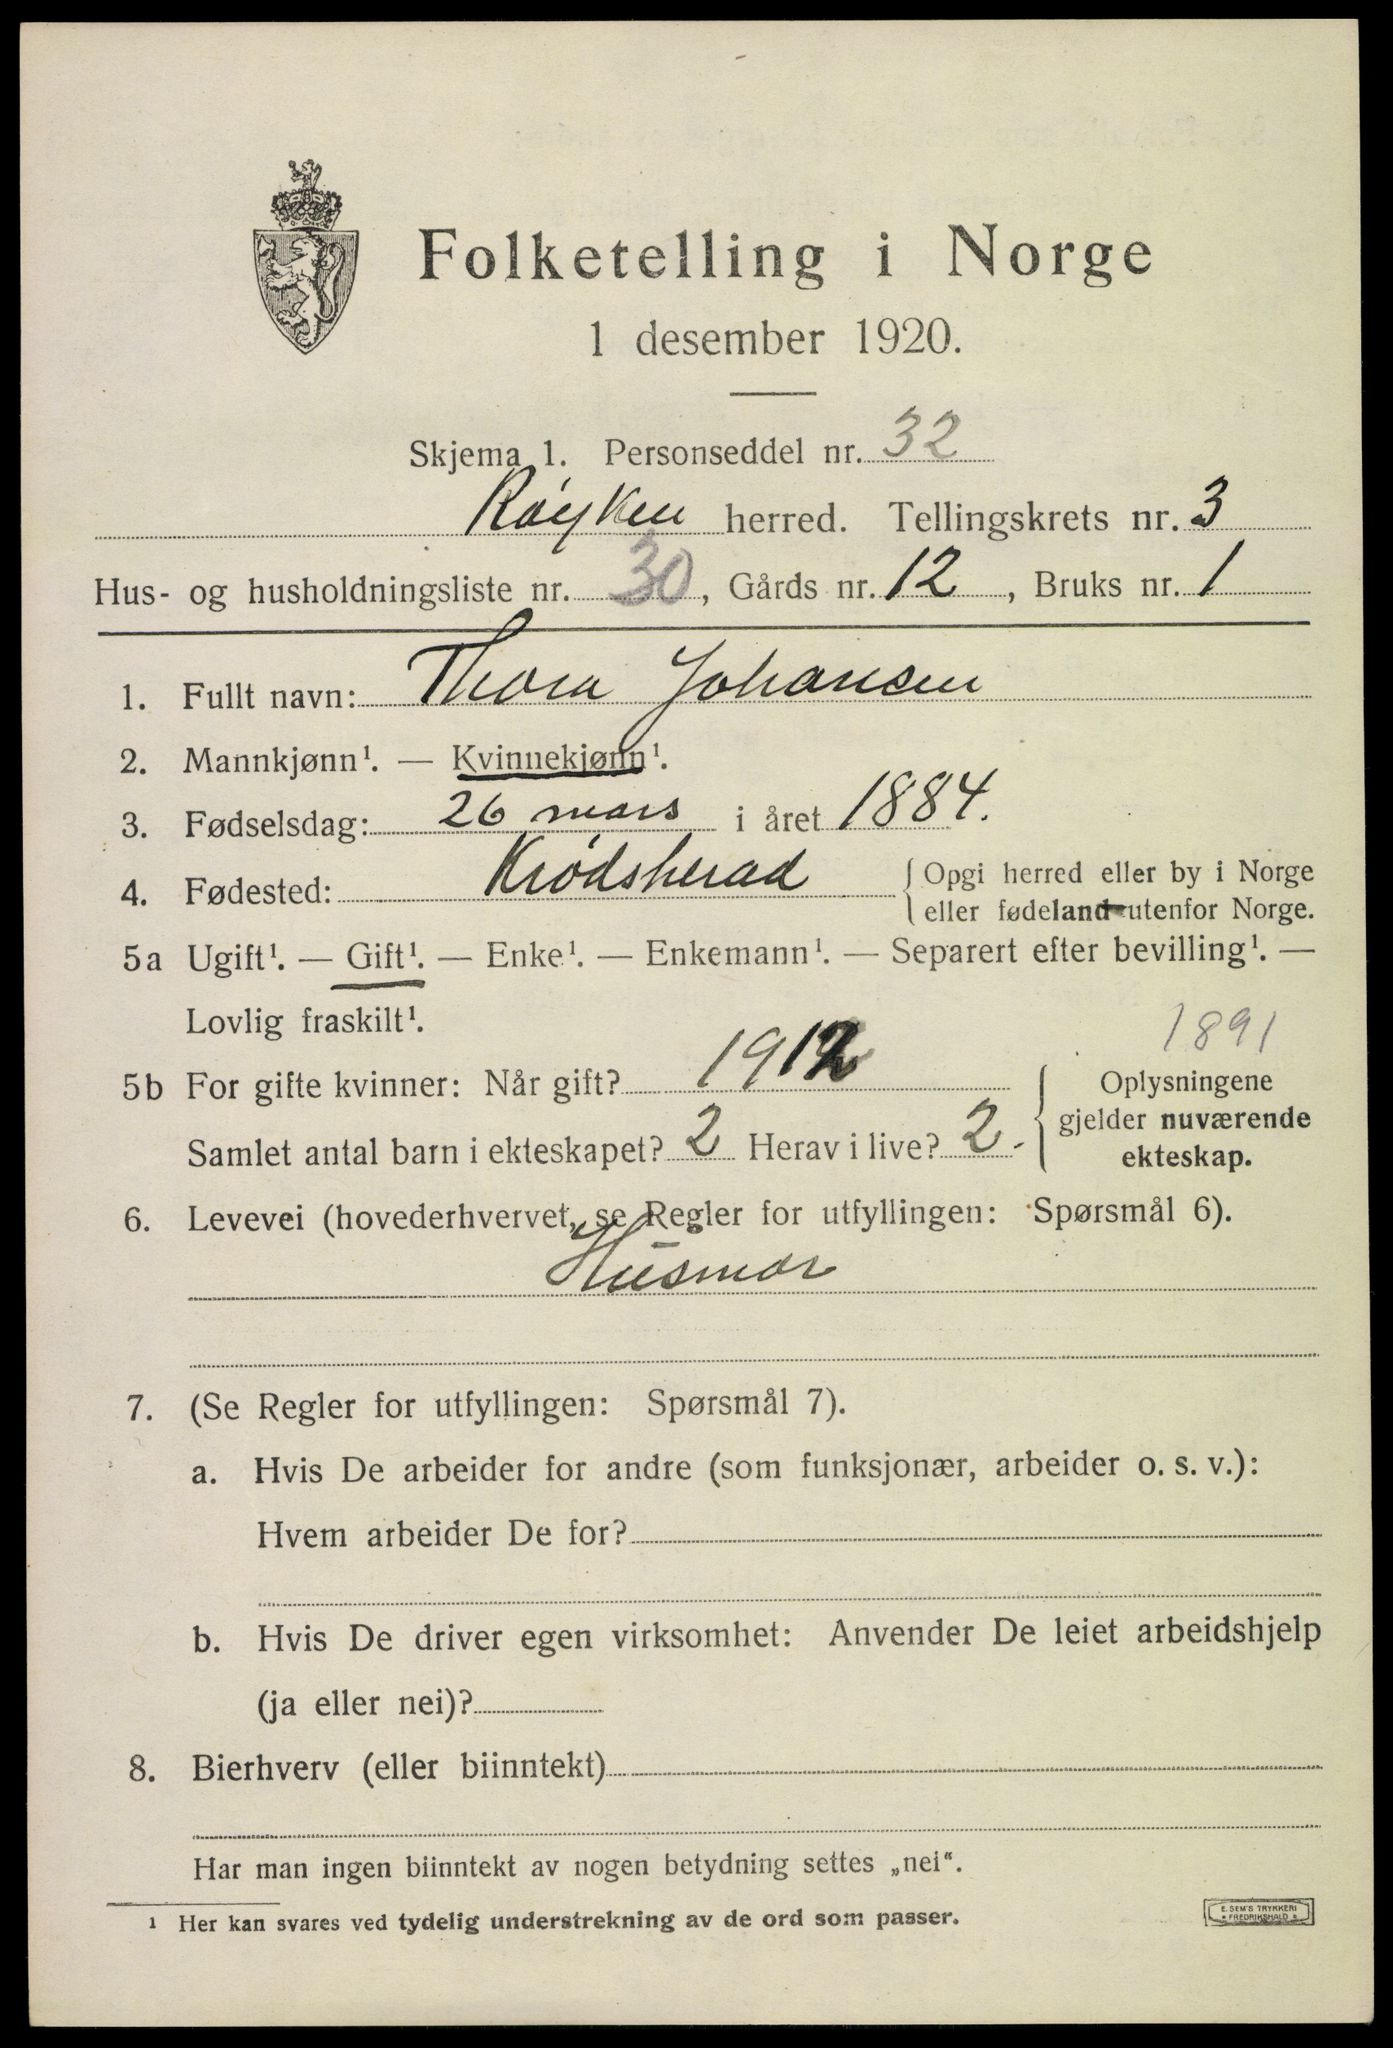 Folketelling i Norge
1 desember 1920.
Skjema 1. Personseddel nr. 32
Røyken herred. Tellingskrets nr. 3
Hus- og husholdningsliste nr. 30, Gårds nr. 12, Bruks nr. 1
1. Fullt navn: Thora Johansen
2. Mannkjønn¹. — Kvinnekjønn¹.
3. Fødselsdag: 26 mars i året 1884.
4. Fødested: Krødsherad { Opgi herred eller by i Norge
eller fødeland utenfor Norge.
5a Ugift¹. — Gift¹. — Enke¹. — Enkemann¹. — Separert efter bevilling¹. —
Lovlig fraskilt¹.
1891
5b For gifte kvinner: Når gift? 1912
Samlet antal barn i ekteskapet? 2 Herav i live? 2.
Oplysningene
gjelder nuværende
ekteskap.
6. Levevei (hovederhvervet, se Regler for utfyllingen: Spørsmål 6).
Husmor
7. (Se Regler for utfyllingen: Spørsmål 7).
a. Hvis De arbeider for andre (som funksjonær, arbeider o. s. v.):
Hvem arbeider De for?
b. Hvis De driver egen virksomhet: Anvender De leiet arbeidshjelp
(ja eller nei)?
8. Bierhverv (eller biinntekt)
Har man ingen biinntekt av nogen betydning settes „nei“.
¹ Her kan svares ved tydelig understrekning av de ord som passer.
E. SEM'S TRYKKERI
FREDRIKSHALD